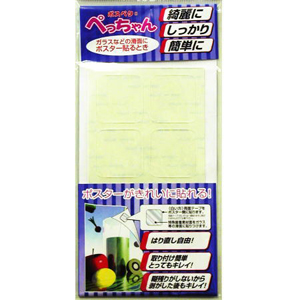 ポスペタ®
ぺっちゃん
ガラスなどの滑面に
ポスター貼るとき
綺麗に
しっかり
簡単に
ポスターがきれいに貼れる!
はり直し自由!
取り付け簡単
とってもキレイ!
糊残りがしないから
剥がした後もキレイ!